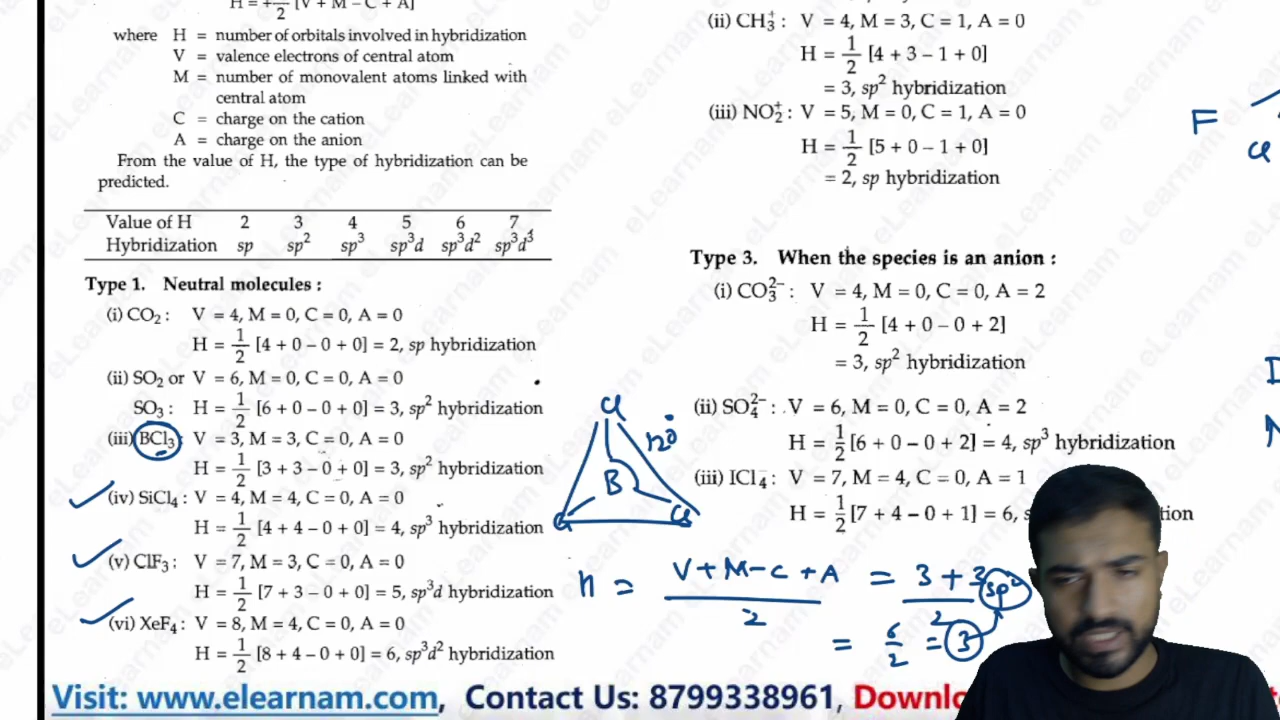 H = ½ [V + M – C + A]
where H = number of orbitals involved in hybridization
V = valence electrons of central atom
M = number of monovalent atoms linked with
central atom
C = charge on the cation
A = charge on the anion
From the value of H, the type of hybridization can be
predicted.
Value of H 2 3 4 5 6 7
Hybridization sp sp² sp³ sp³d sp³d² sp³d³
Type 1. Neutral molecules :
(i) CO₂ : V = 4, M = 0, C = 0, A = 0
H = ½ [4 + 0 – 0 + 0] = 2, sp hybridization
(ii) SO₂ or V = 6, M = 0, C = 0, A = 0
SO₃ : H = ½ [6 + 0 – 0 + 0] = 3, sp² hybridization
(iii) BCl₃ : V = 3, M = 3, C = 0, A = 0
H = ½ [3 + 3 – 0 + 0] = 3, sp² hybridization
(iv) SiCl₄ : V = 4, M = 4, C = 0, A = 0
H = ½ [4 + 4 – 0 + 0] = 4, sp³ hybridization
(v) ClF₃ : V = 7, M = 3, C = 0, A = 0
H = ½ [7 + 3 – 0 + 0] = 5, sp³d hybridization
(vi) XeF₄ : V = 8, M = 4, C = 0, A = 0
H = ½ [8 + 4 – 0 + 0] = 6, sp³d² hybridization
(ii) CH₃⁺ : V = 4, M = 3, C = 1, A = 0
H = ½ [4 + 3 – 1 + 0]
= 3, sp² hybridization
(iii) NO₂⁺ : V = 5, M = 0, C = 1, A = 0
H = ½ [5 + 0 – 1 + 0]
= 2, sp hybridization
Type 3. When the species is an anion :
(i) CO₃²⁻ : V = 4, M = 0, C = 0, A = 2
H = ½ [4 + 0 – 0 + 2]
= 3, sp² hybridization
(ii) SO₄²⁻ : V = 6, M = 0, C = 0, A = 2
H = ½ [6 + 0 – 0 + 2] = 4, sp³ hybridization
(iii) ICl₄⁻ : V = 7, M = 4, C = 0, A = 1
H = ½ [7 + 4 – 0 + 1] = 6, s
Cl
120°
B
Cl
H = V + M – C + A / 2 = 3 + 3 / 2 sp²
= 6/2 = 3
F
Cl
Visit: www.elearnam.com, Contact Us: 8799338961, Downlo
eLearnam eLearnam eLearnam